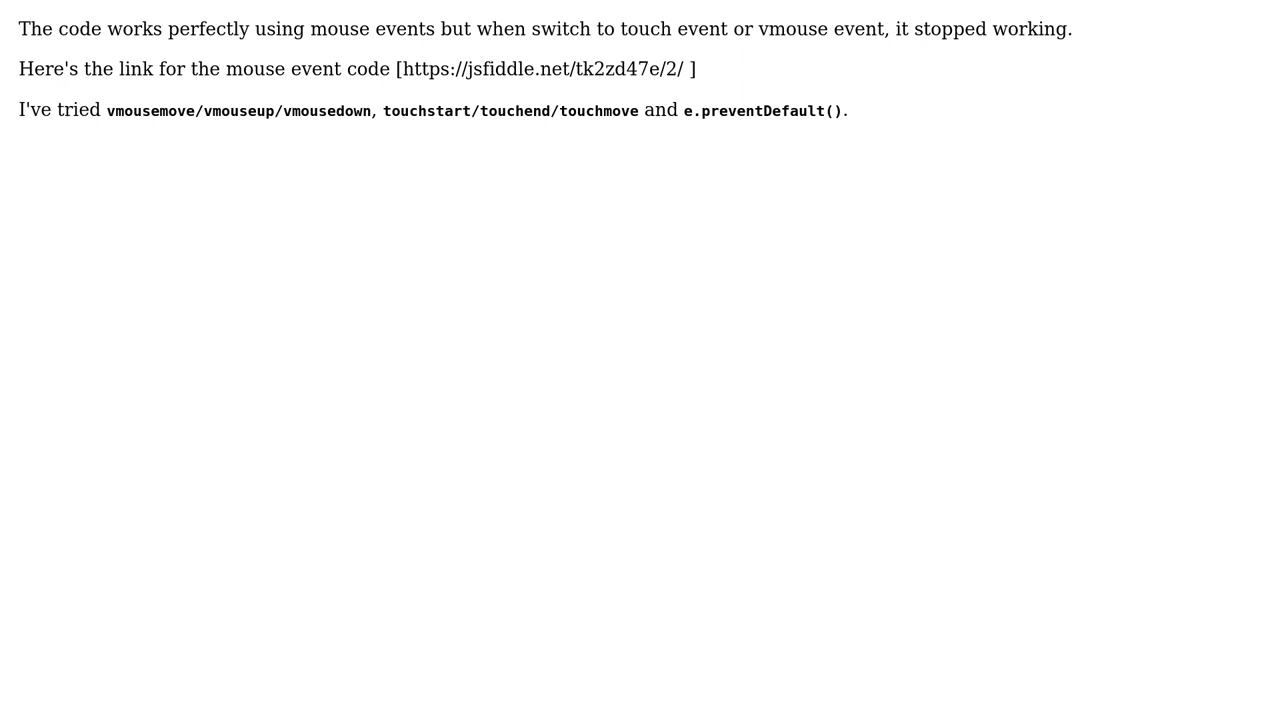 The code works perfectly using mouse events but when switch to touch event or vmouse event, it stopped working.
Here's the link for the mouse event code [https://jsfiddle.net/tk2zd47e/2/ ]
I've tried vmousemove/vmouseup/vmousedown, touchstart/touchend/touchmove and e.preventDefault().